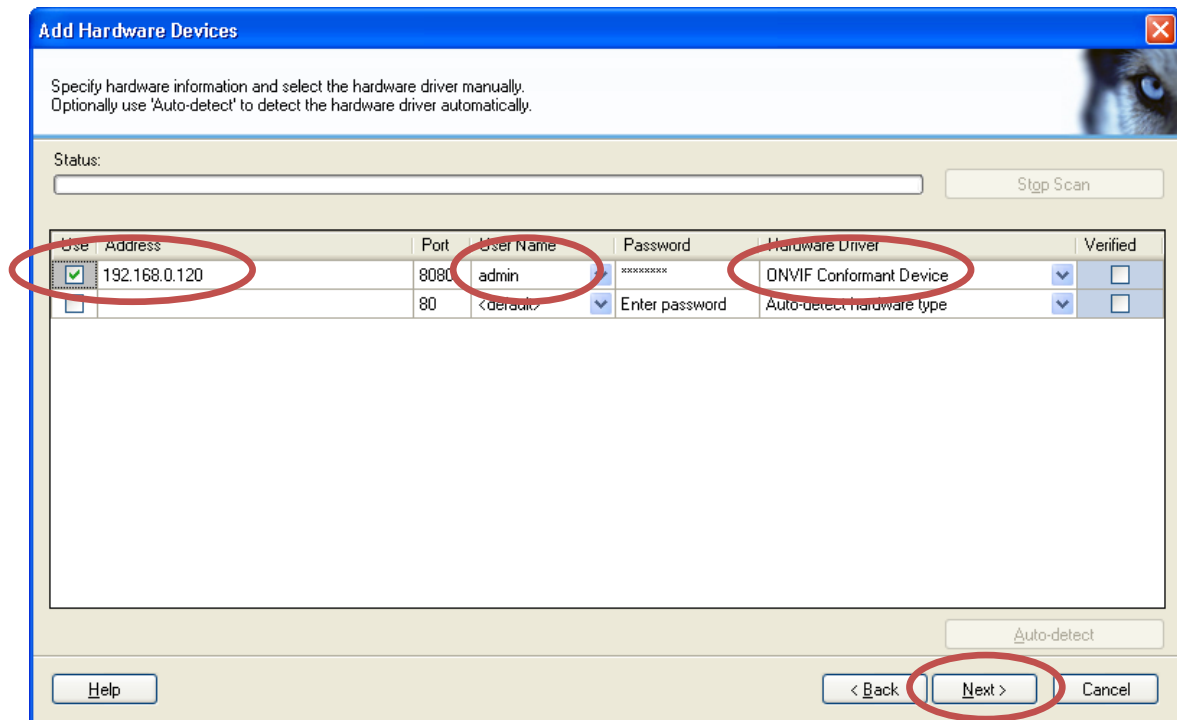 Add Hardware Devices
Specify hardware information and select the hardware driver manually.
Optionally use 'Auto-detect' to detect the hardware driver automatically.
Status:
Stop Scan
Use Address Port User Name Password Hardware Driver Verified
192.168.0.120 8080 admin ******** ONVIF Conformant Device
80 <default> Enter password Auto-detect hardware type
Auto-detect
Help < Back Next > Cancel